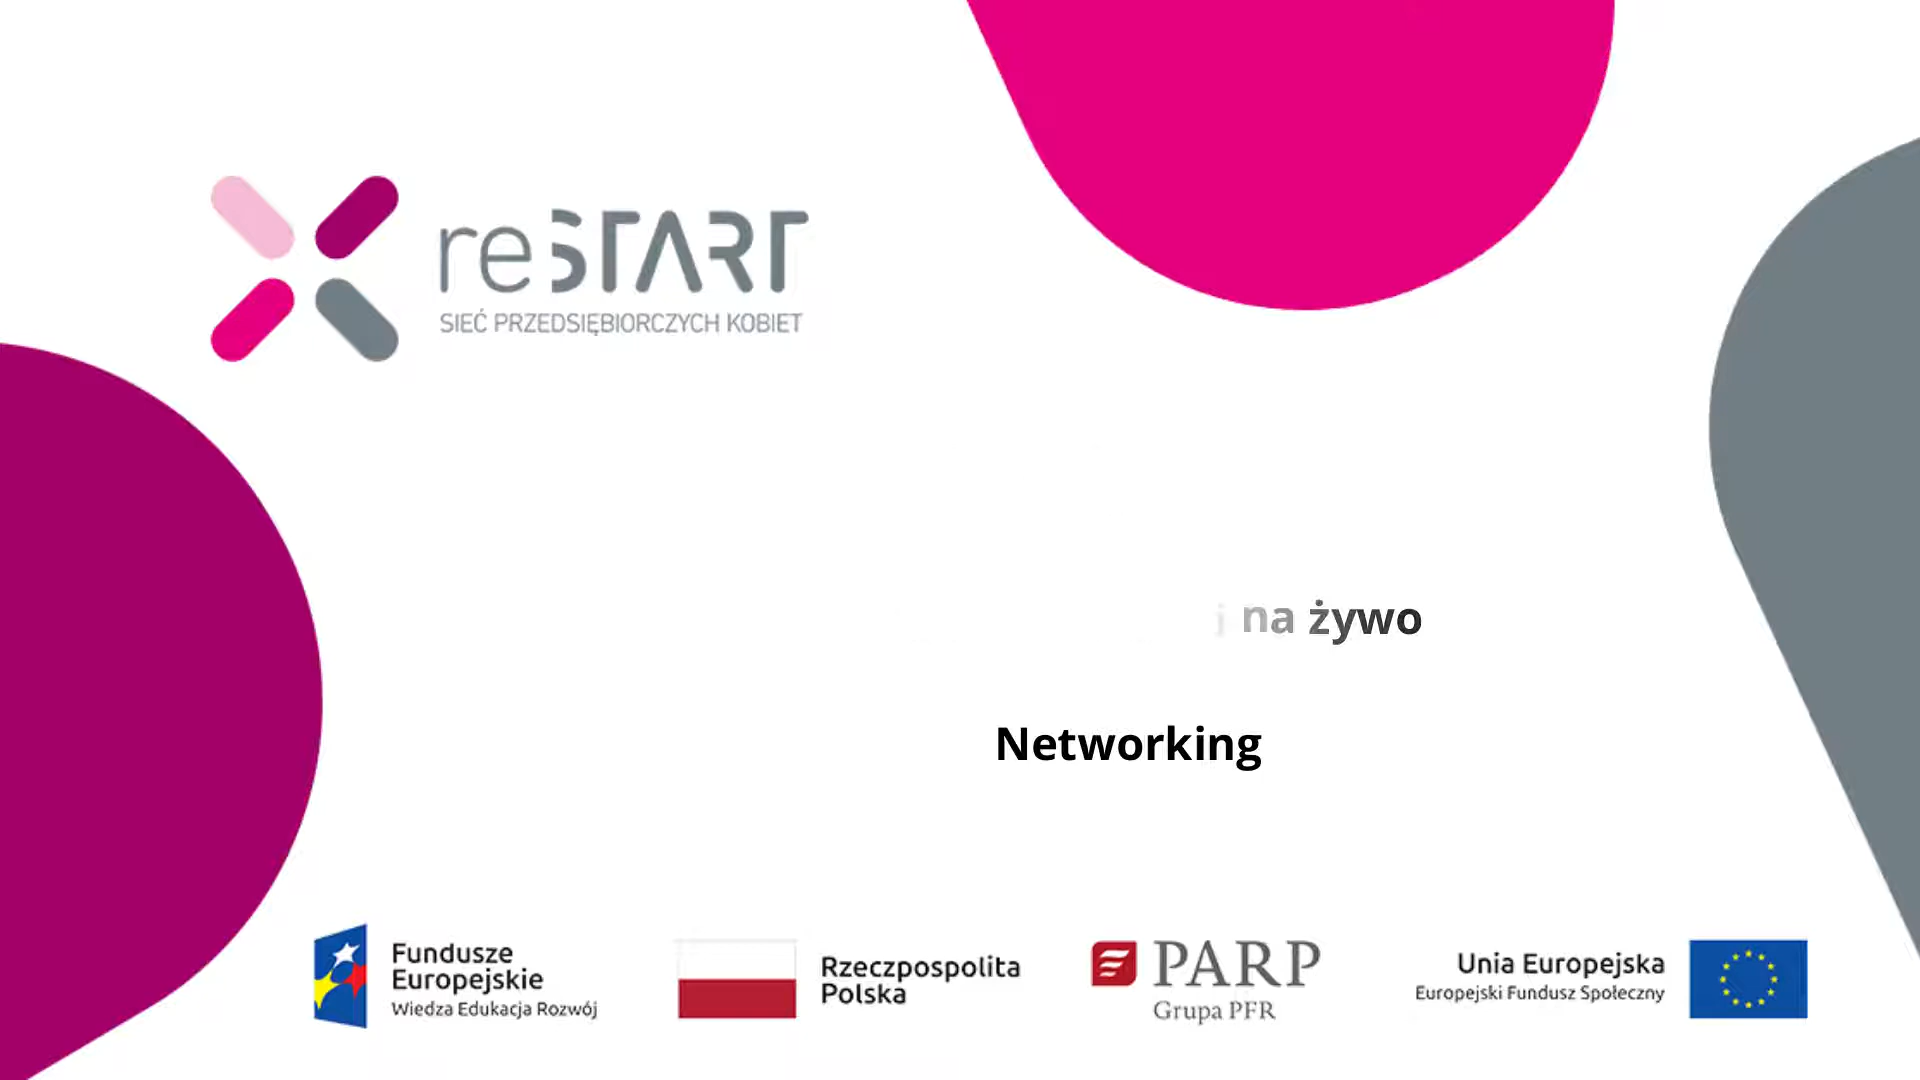 reSTART
SIEĆ PRZEDSIĘBIORCZYCH KOBIET
i na żywo
Networking
Fundusze
Europejskie
Wiedza Edukacja Rozwój
Rzeczpospolita
Polska
PARP
Grupa PFR
Unia Europejska
Europejski Fundusz Społeczny